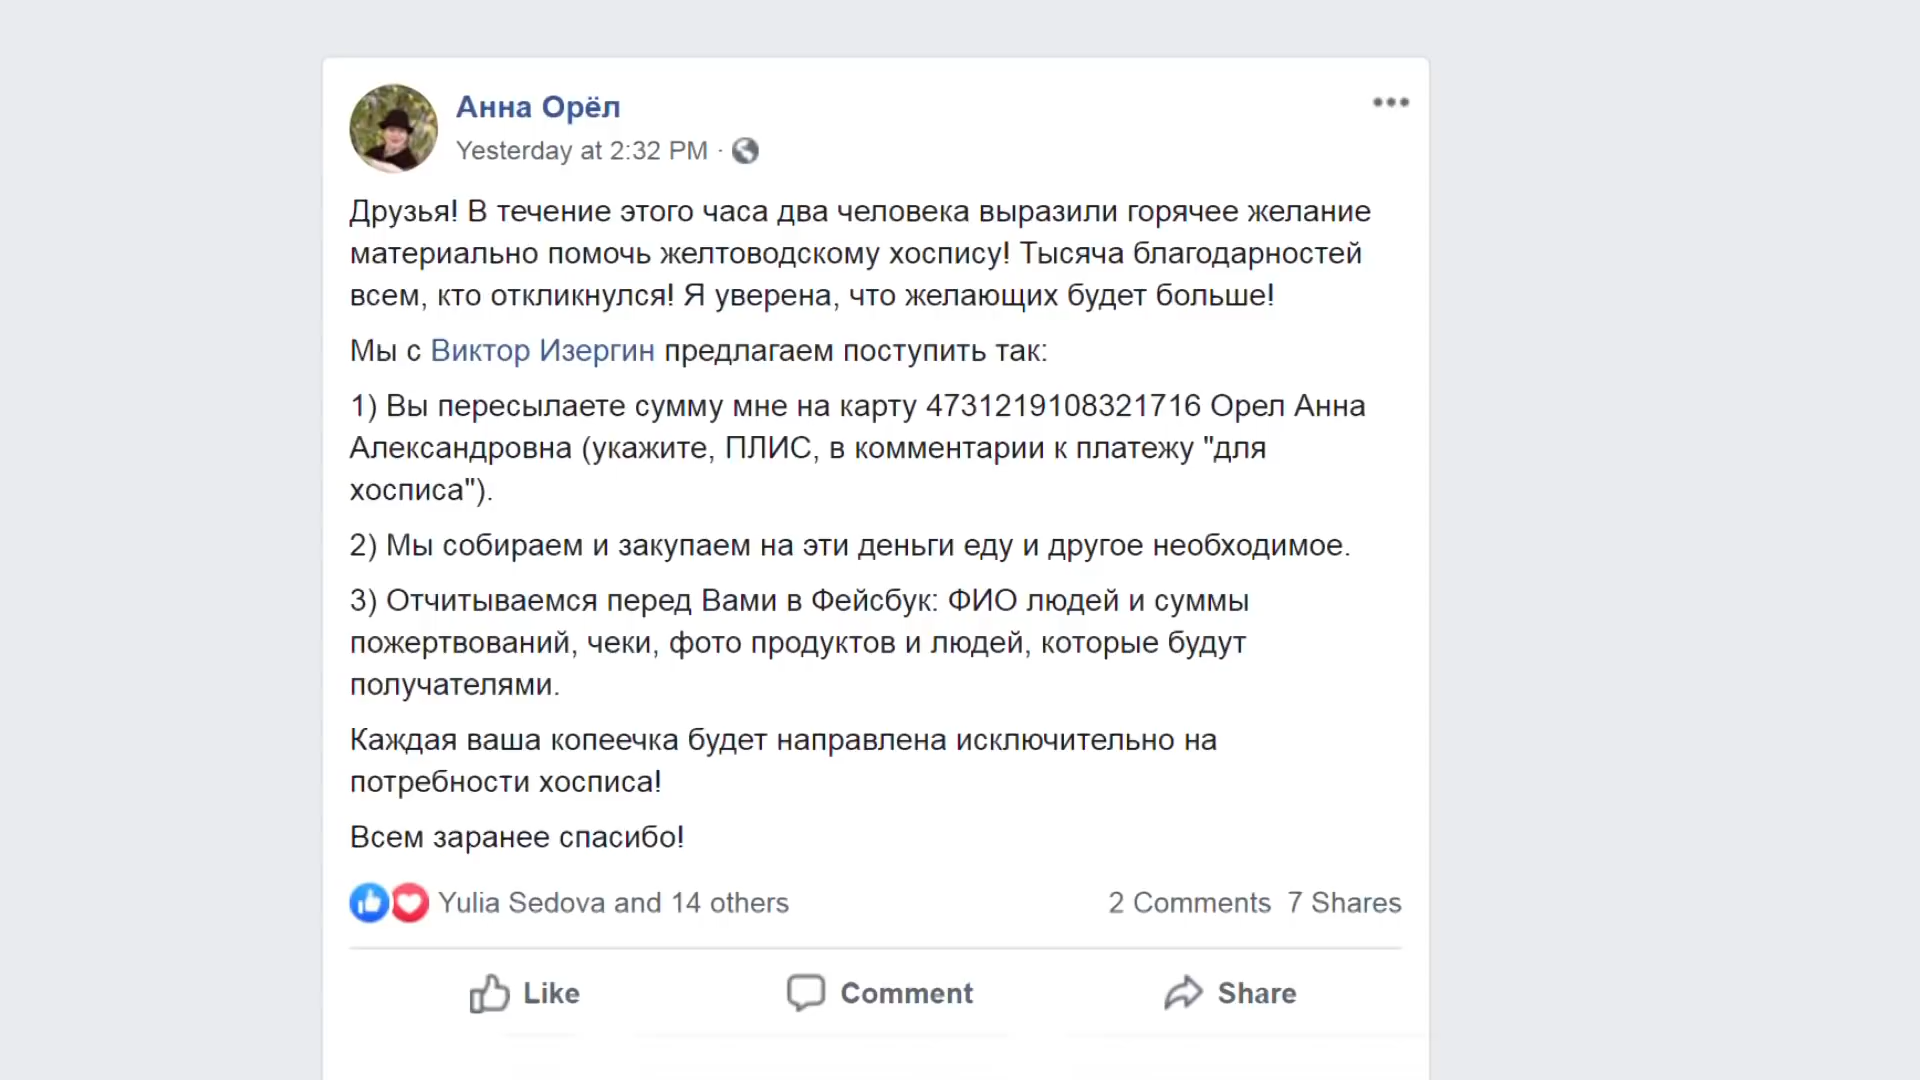 Анна Орёл
Yesterday at 2:32 PM ·
Друзья! В течение этого часа два человека выразили горячее желание
материально помочь желтоводскому хоспису! Тысяча благодарностей
всем, кто откликнулся! Я уверена, что желающих будет больше!
Мы с Виктор Изергин предлагаем поступить так:
1) Вы пересылаете сумму мне на карту 4731219108321716 Орел Анна
Александровна (укажите, ПЛИС, в комментарии к платежу "для
хосписа").
2) Мы собираем и закупаем на эти деньги еду и другое необходимое.
3) Отчитываемся перед Вами в Фейсбук: ФИО людей и суммы
пожертвований, чеки, фото продуктов и людей, которые будут
получателями.
Каждая ваша копеечка будет направлена исключительно на
потребности хосписа!
Всем заранее спасибо!
Yulia Sedova and 14 others 2 Comments 7 Shares
Like Comment Share